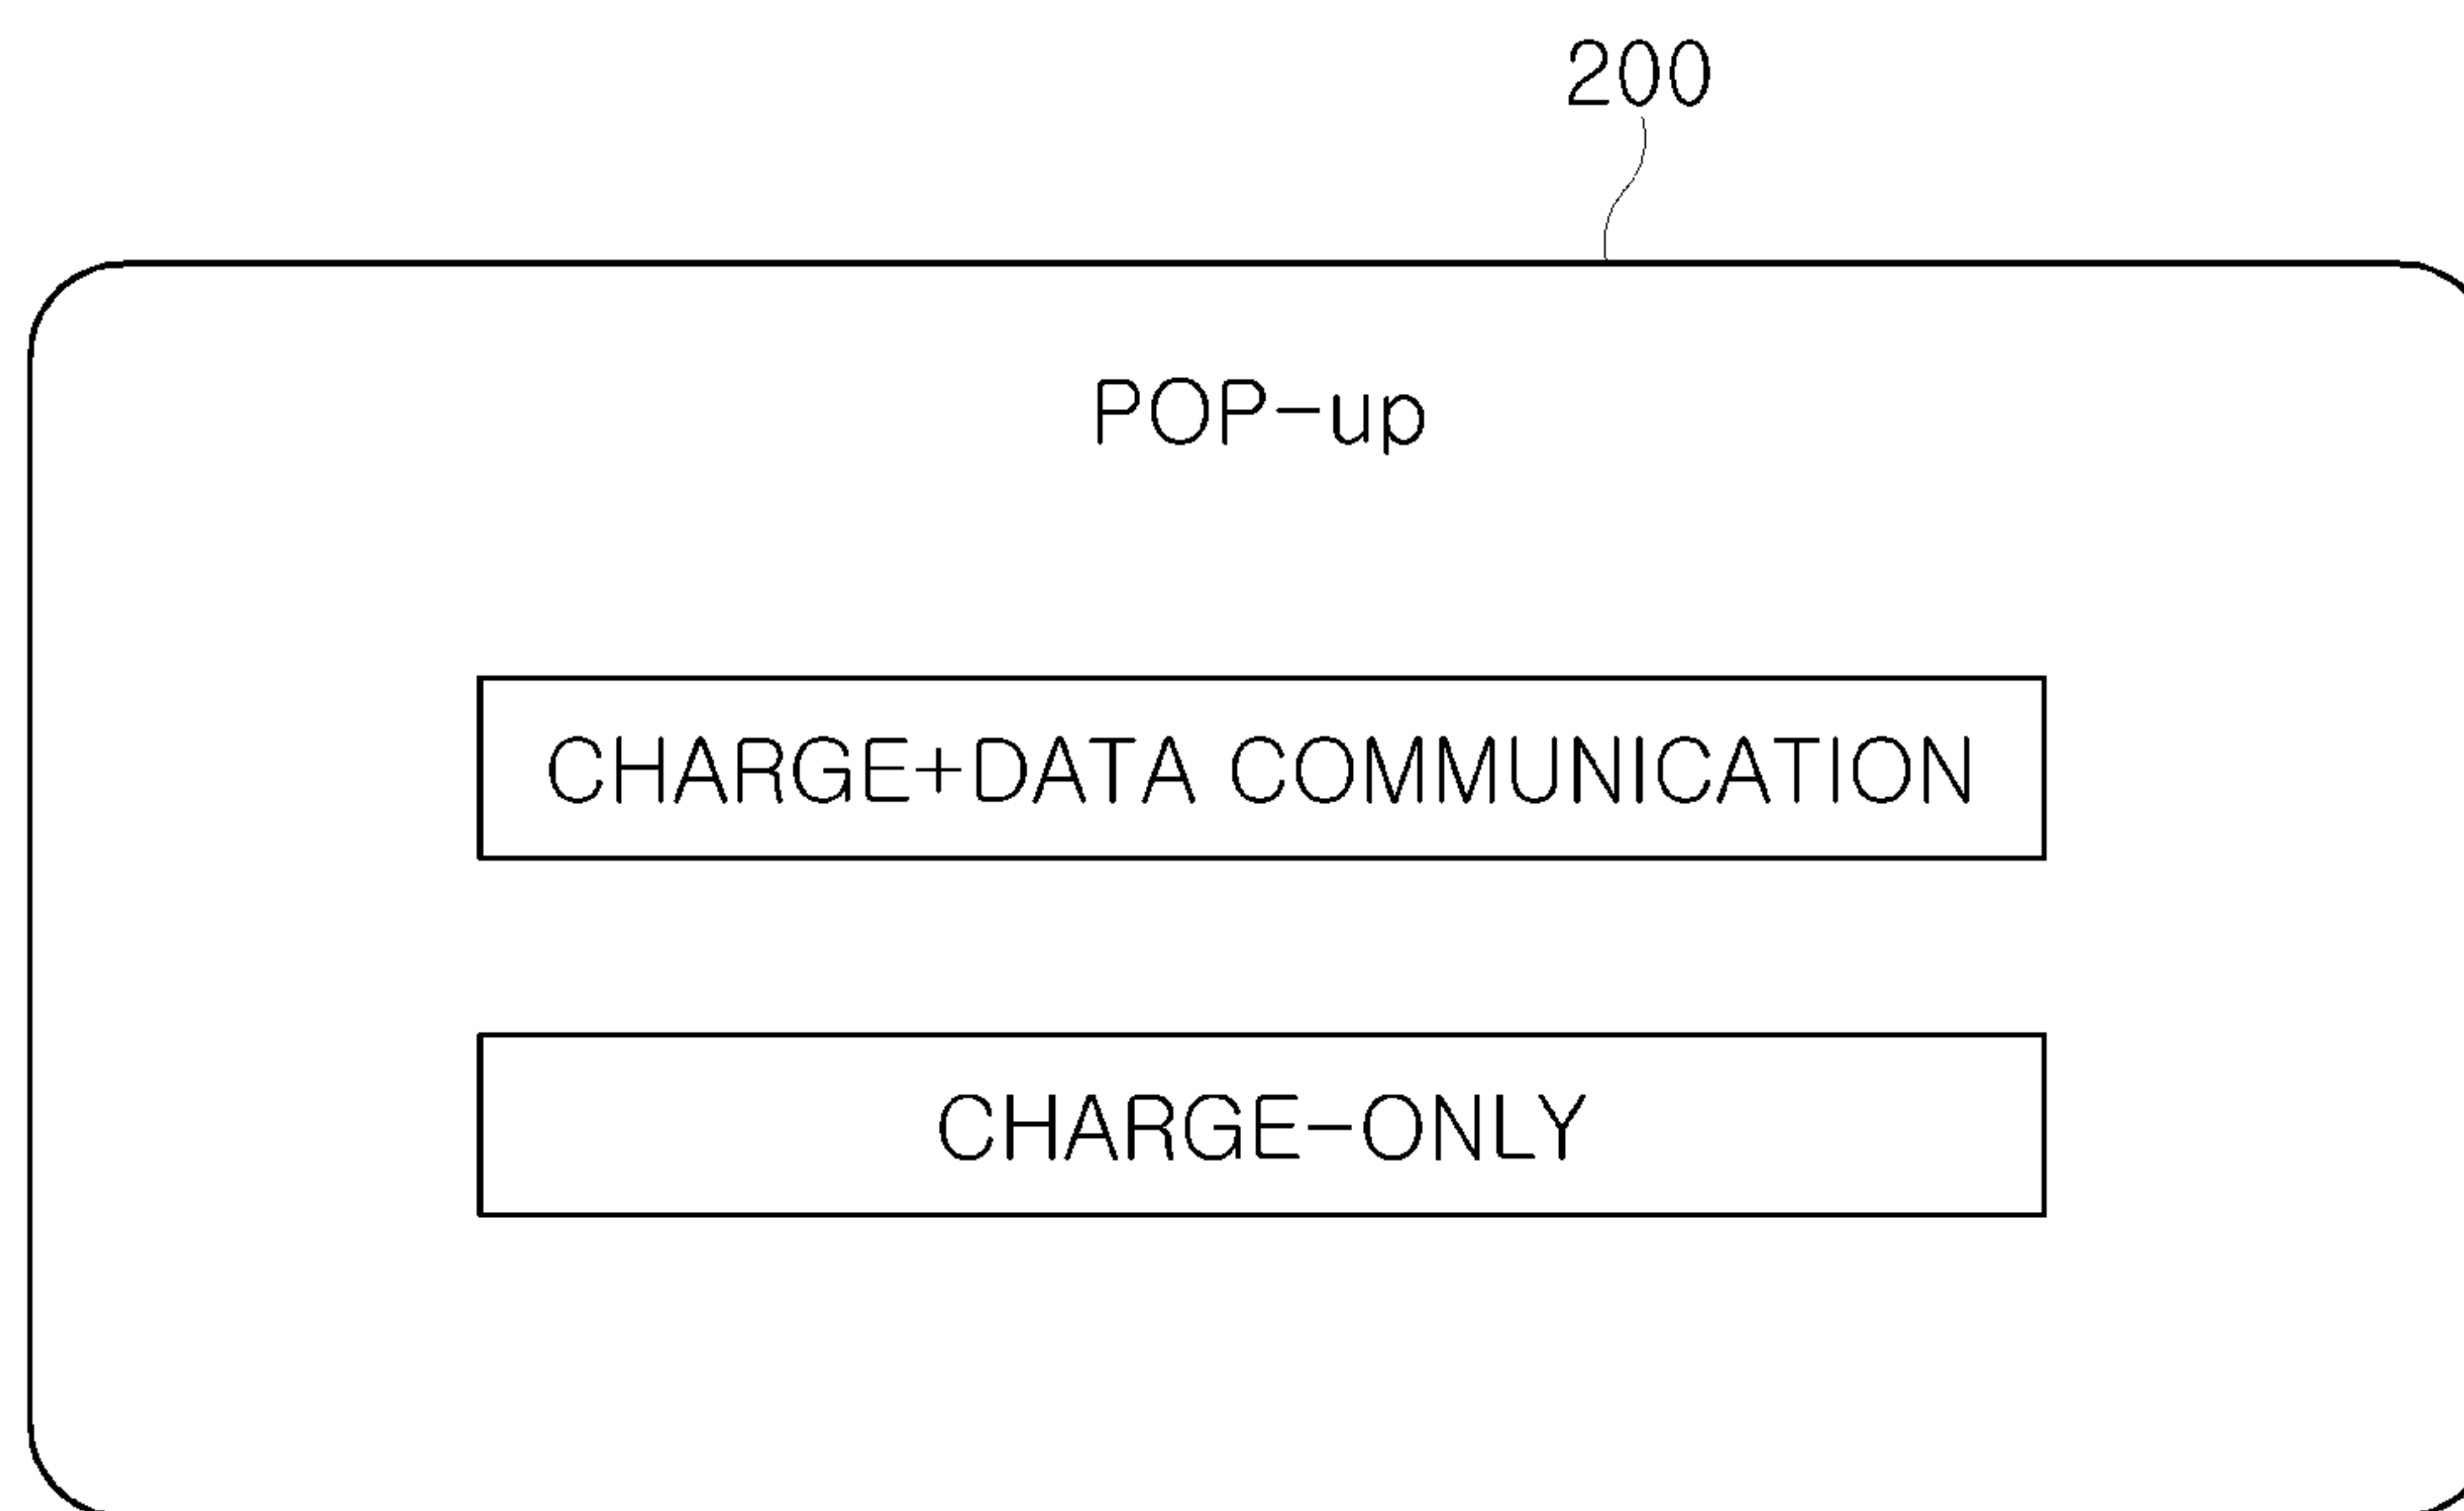 200
POP-up
CHARGE+DATA COMMUNICATION
CHARGE-ONLY